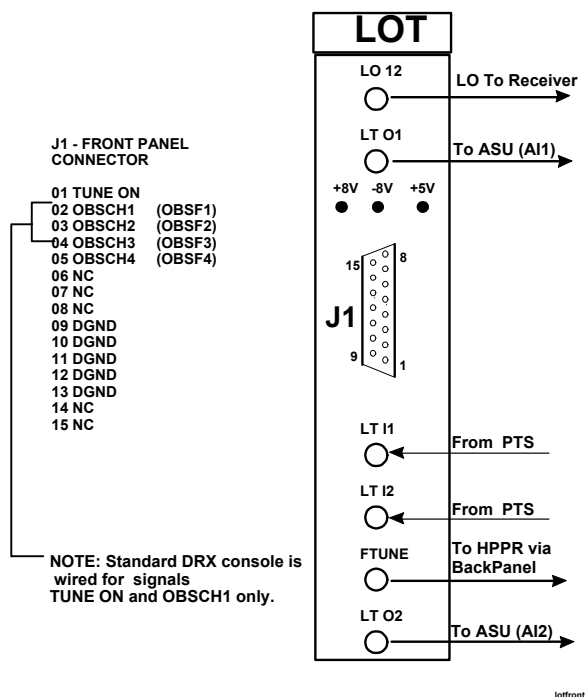 LOT
LO 12
LO To Receiver
LT O1
To ASU (AI1)
+8V -8V +5V
J1 - FRONT PANEL
CONNECTOR
01 TUNE ON
02 OBSCH1 (OBSF1)
03 OBSCH2 (OBSF2)
04 OBSCH3 (OBSF3)
05 OBSCH4 (OBSF4)
06 NC
07 NC
08 NC
09 DGND
10 DGND
11 DGND
12 DGND
13 DGND
14 NC
15 NC
15 8
J1
9 1
LT I1
From PTS
LT I2
From PTS
FTUNE
To HPPR via
BackPanel
LT O2
To ASU (AI2)
NOTE: Standard DRX console is
wired for signals
TUNE ON and OBSCH1 only.
lotfront